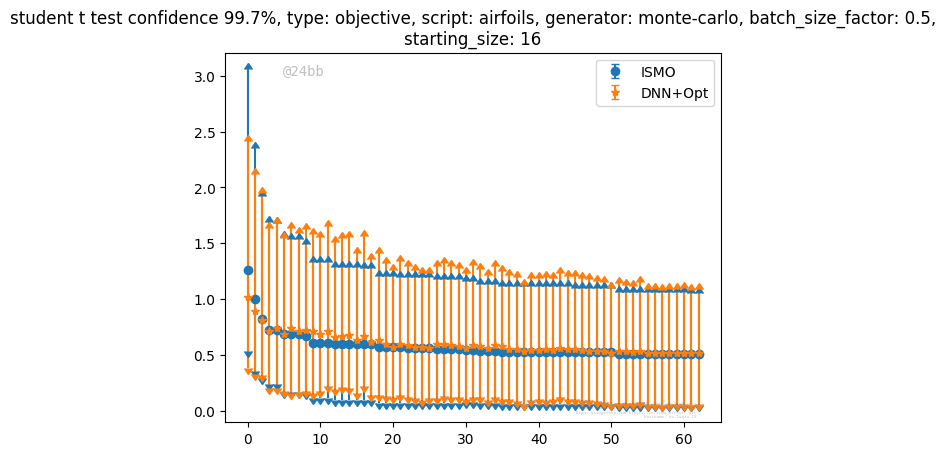 student t test confidence 99.7%, type: objective, script: airfoils, generator: monte-carlo, batch_size_factor: 0.5,
starting_size: 16
@24bb
ISMO
DNN+Opt
3.0
2.5
2.0
1.5
1.0
0.5
0.0
0 10 20 30 40 50 60